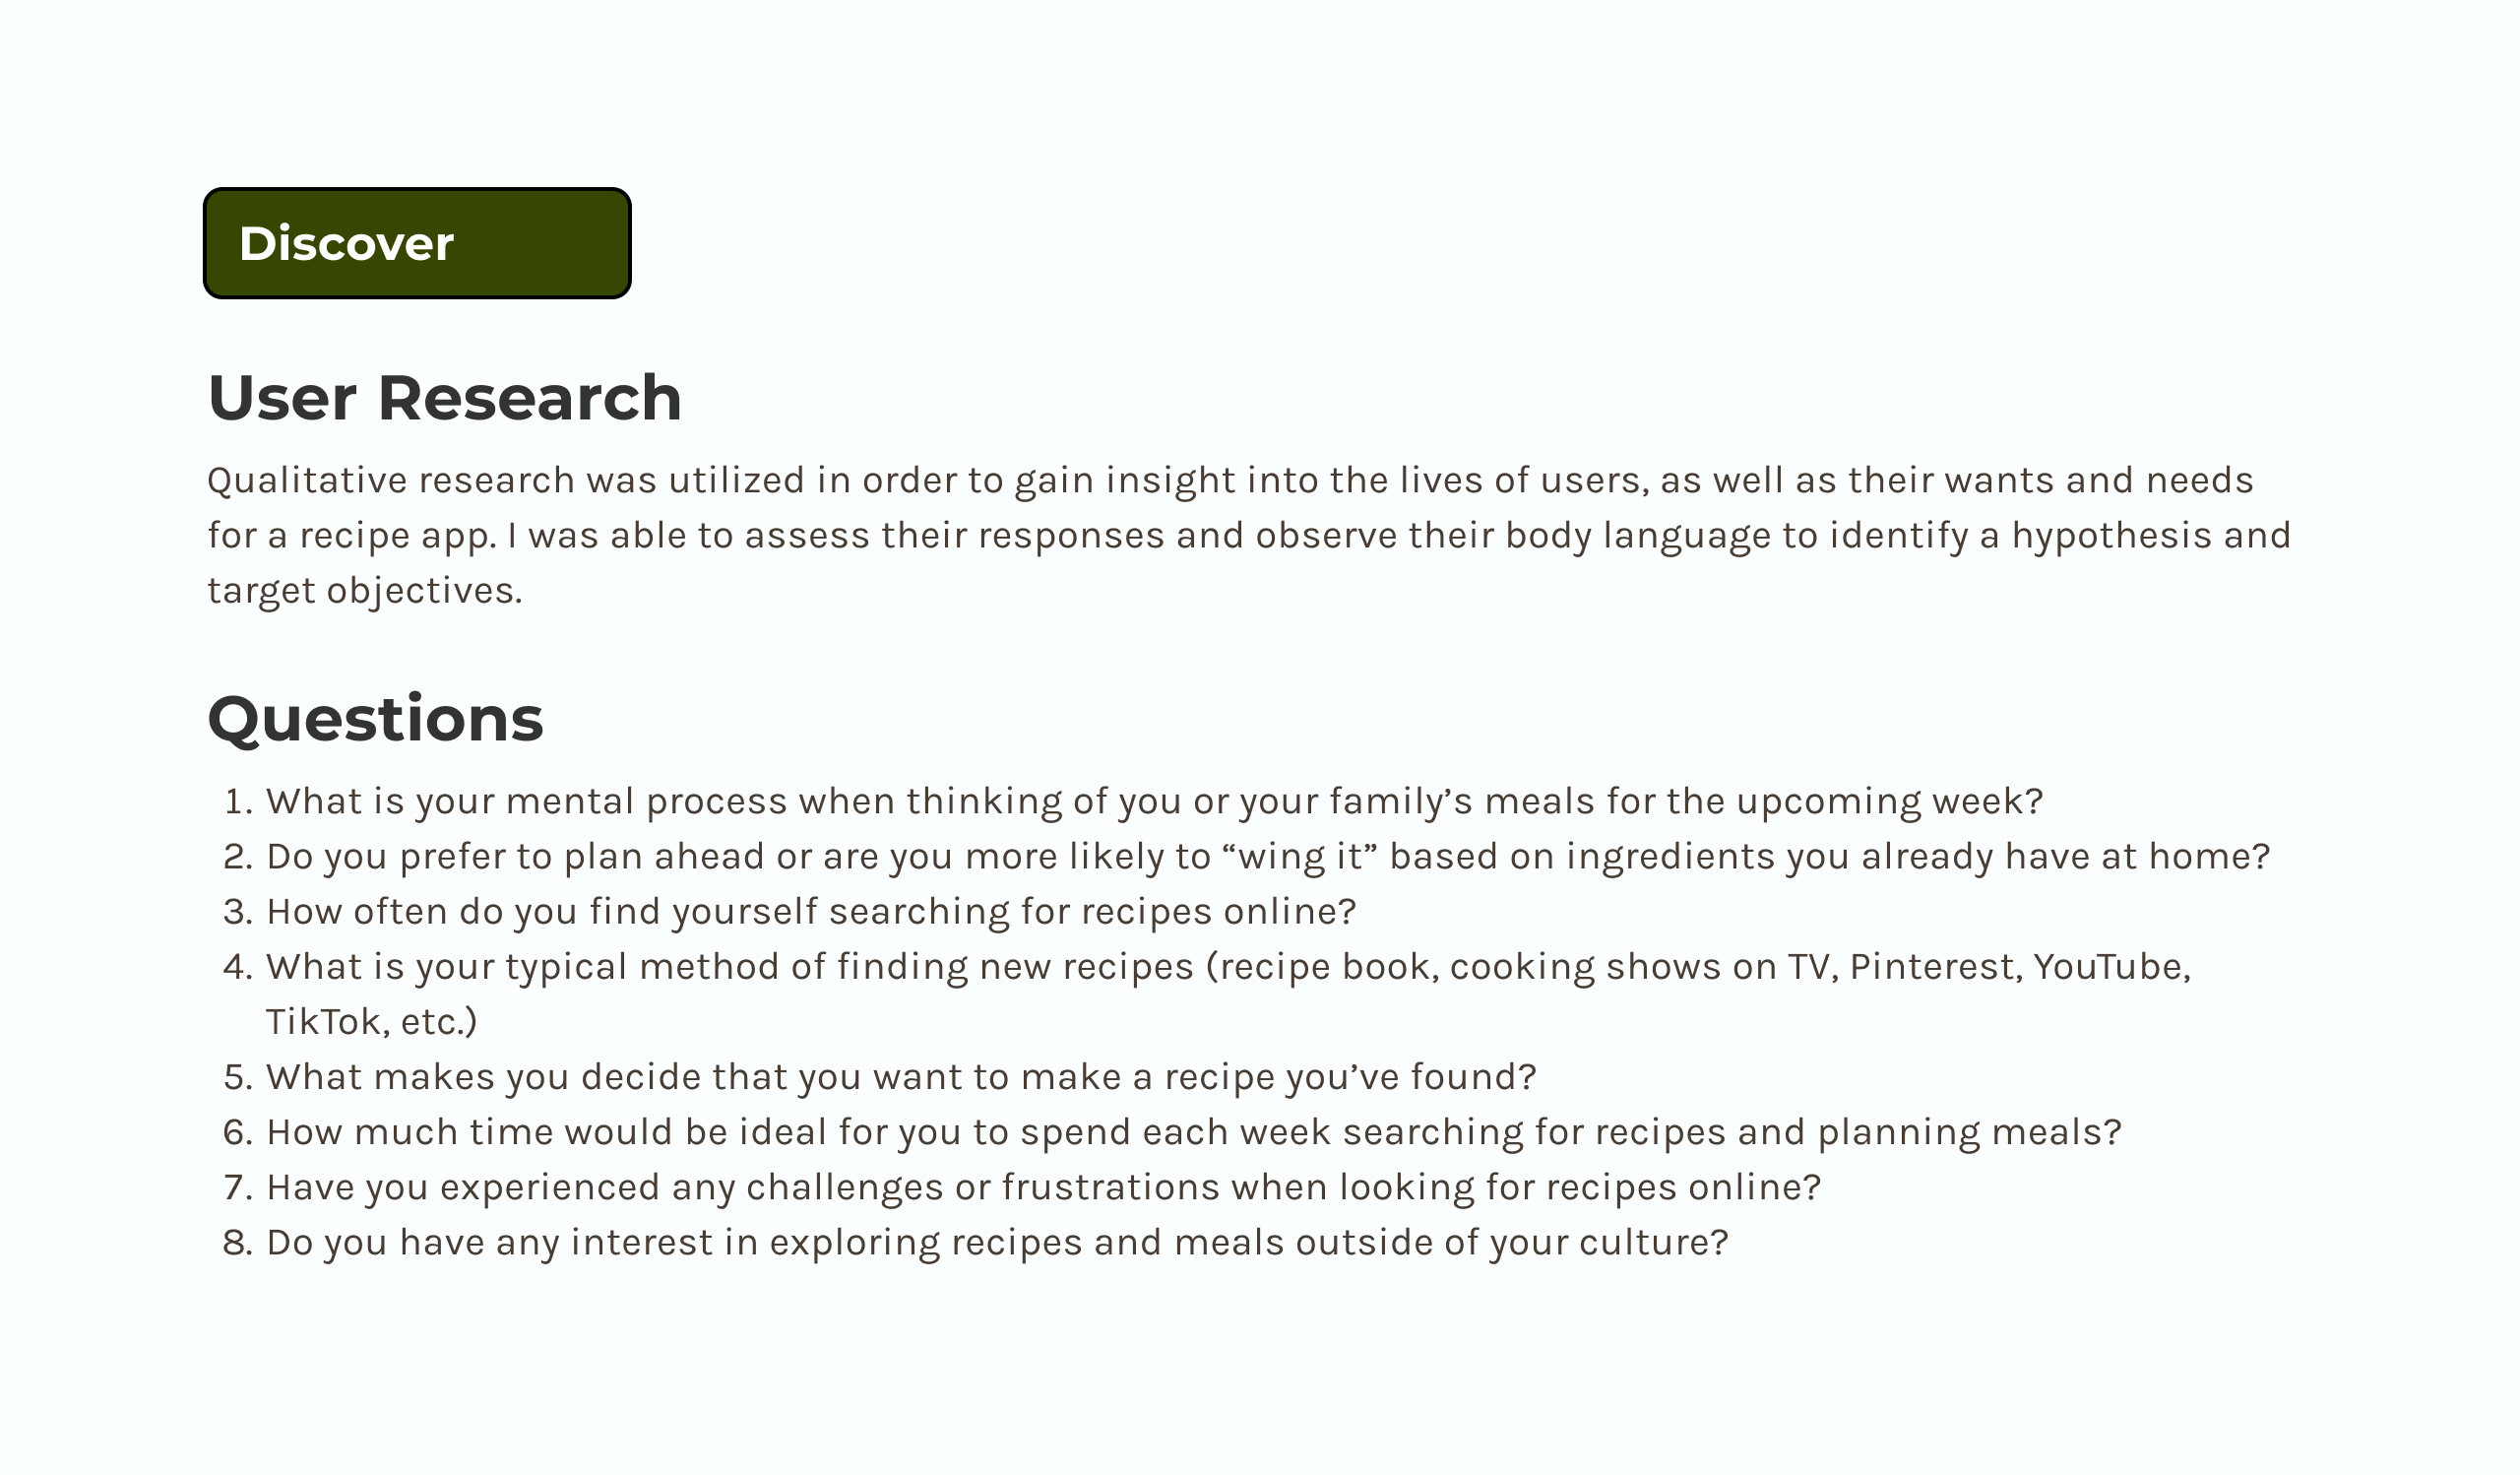 Discover
User Research
Qualitative research was utilized in order to gain insight into the lives of users, as well as their wants and needs
for a recipe app. I was able to assess their responses and observe their body language to identify a hypothesis and
target objectives.
Questions
1. What is your mental process when thinking of you or your family’s meals for the upcoming week?
2. Do you prefer to plan ahead or are you more likely to “wing it” based on ingredients you already have at home?
3. How often do you find yourself searching for recipes online?
4. What is your typical method of finding new recipes (recipe book, cooking shows on TV, Pinterest, YouTube,
TikTok, etc.)
5. What makes you decide that you want to make a recipe you’ve found?
6. How much time would be ideal for you to spend each week searching for recipes and planning meals?
7. Have you experienced any challenges or frustrations when looking for recipes online?
8. Do you have any interest in exploring recipes and meals outside of your culture?